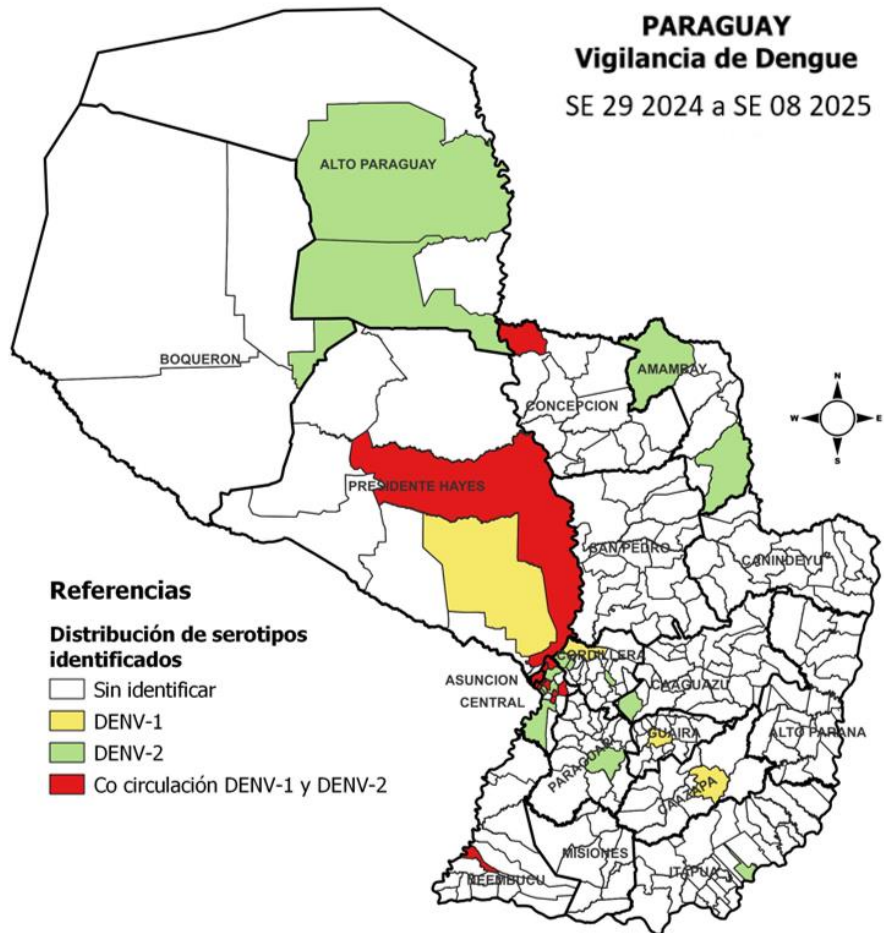 PARAGUAY
Vigilancia de Dengue
SE 29 2024 a SE 08 2025
ALTO PARAGUAY
BOQUERON
AMAMBAY
CONCEPCION
N
W
E
S
PRESIDENTE HAYES
SAN PEDRO
CANINDEYU
Referencias
Distribución de serotipos
identificados
Sin identificar
DENV-1
DENV-2
Co circulación DENV-1 y DENV-2
CORDILLERA
ASUNCION
CENTRAL
CAAGUAZU
ALTO PARANA
GUAIRA
PARAGUARI
CAAZAPA
MISIONES
ITAPUA
ÑEEMBUCU